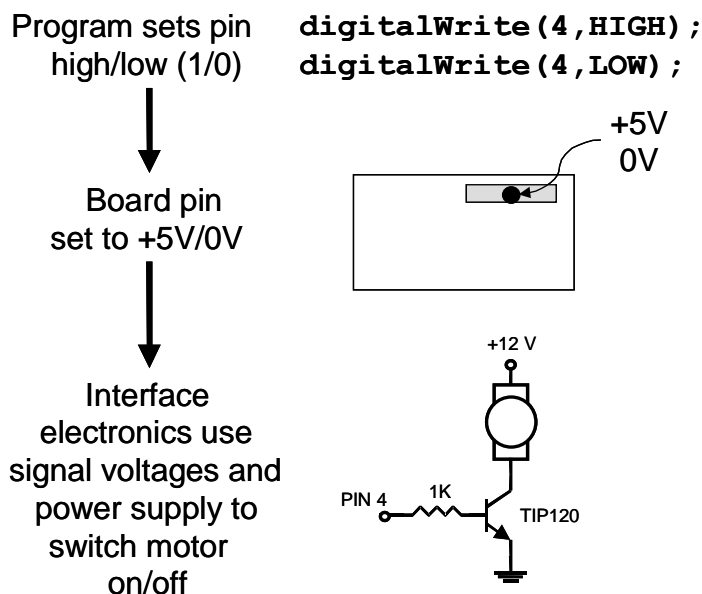 Program sets pin
high/low (1/0)
digitalWrite(4,HIGH);
digitalWrite(4,LOW);
+5V
0V
Board pin
set to +5V/0V
+12 V
Interface
electronics use
signal voltages and
power supply to
switch motor
on/off
PIN 4
1K
TIP120